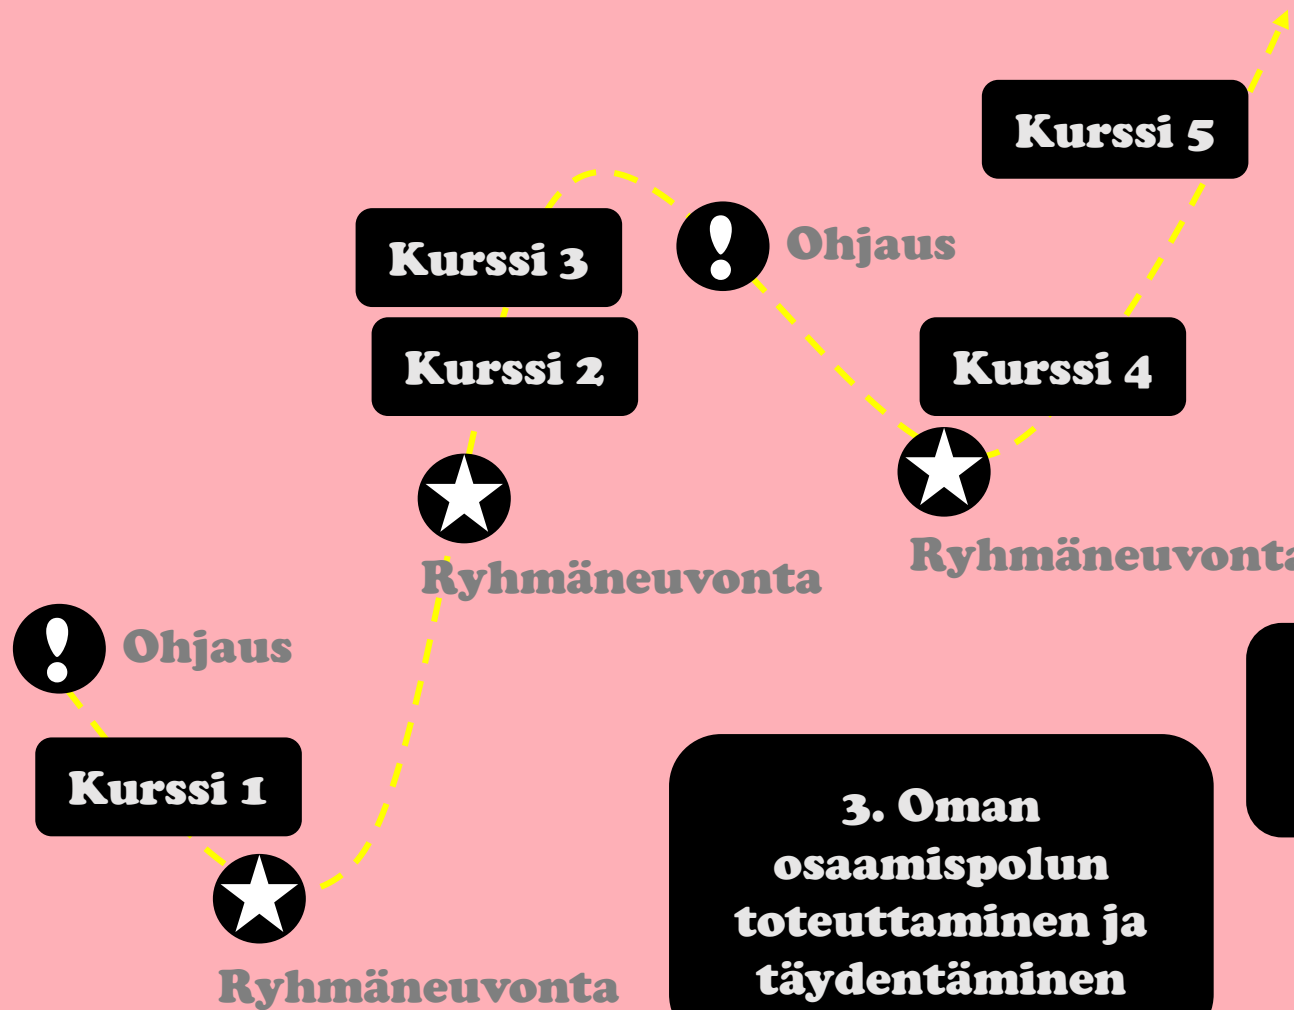 Kurssi 5
Kurssi 3
Ohjaus
Kurssi 2
Kurssi 4
Ryhmäneuvonta
Ryhmäneuvonta
Ohjaus
Kurssi 1
3. Oman
osaamispolun
toteuttaminen ja
täydentäminen
Ryhmäneuvonta